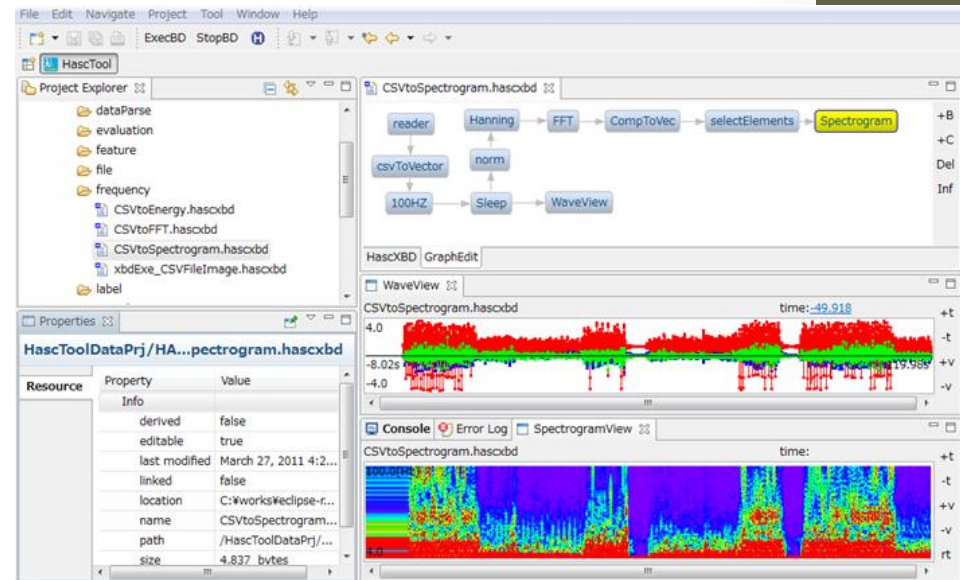 File Edit Navigate Project Tool Window Help
ExecBD StopBD
HascTool
Project Explorer
dataParse
evaluation
feature
file
frequency
CSVtoEnergy.hascxbd
CSVtoFFT.hascxbd
CSVtoSpectrogram.hascxbd
xbdExe_CSVFileImage.hascxbd
label
Properties
HascToolDataPrj/HA...pectrogram.hascxbd
Resource
Property Value
Info
derived false
editable true
last modified March 27, 2011 4:2...
linked false
location C:¥works¥eclipse-r...
name CSVtoSpectrogram...
path /HascToolDataPrj/...
size 4,837 bytes
CSVtoSpectrogram.hascxbd
reader Hanning FFT CompToVec selectElements Spectrogram
csvToVector norm
100HZ Sleep WaveView
+B
+C
Del
Inf
HascXBD GraphEdit
WaveView
CSVtoSpectrogram.hascxbd time:-49.918
4.0
-8.02s 19.98s
-4.0
+t
-t
+v
-v
Console Error Log SpectrogramView
CSVtoSpectrogram.hascxbd time:
+t
-t
+v
-v
rt